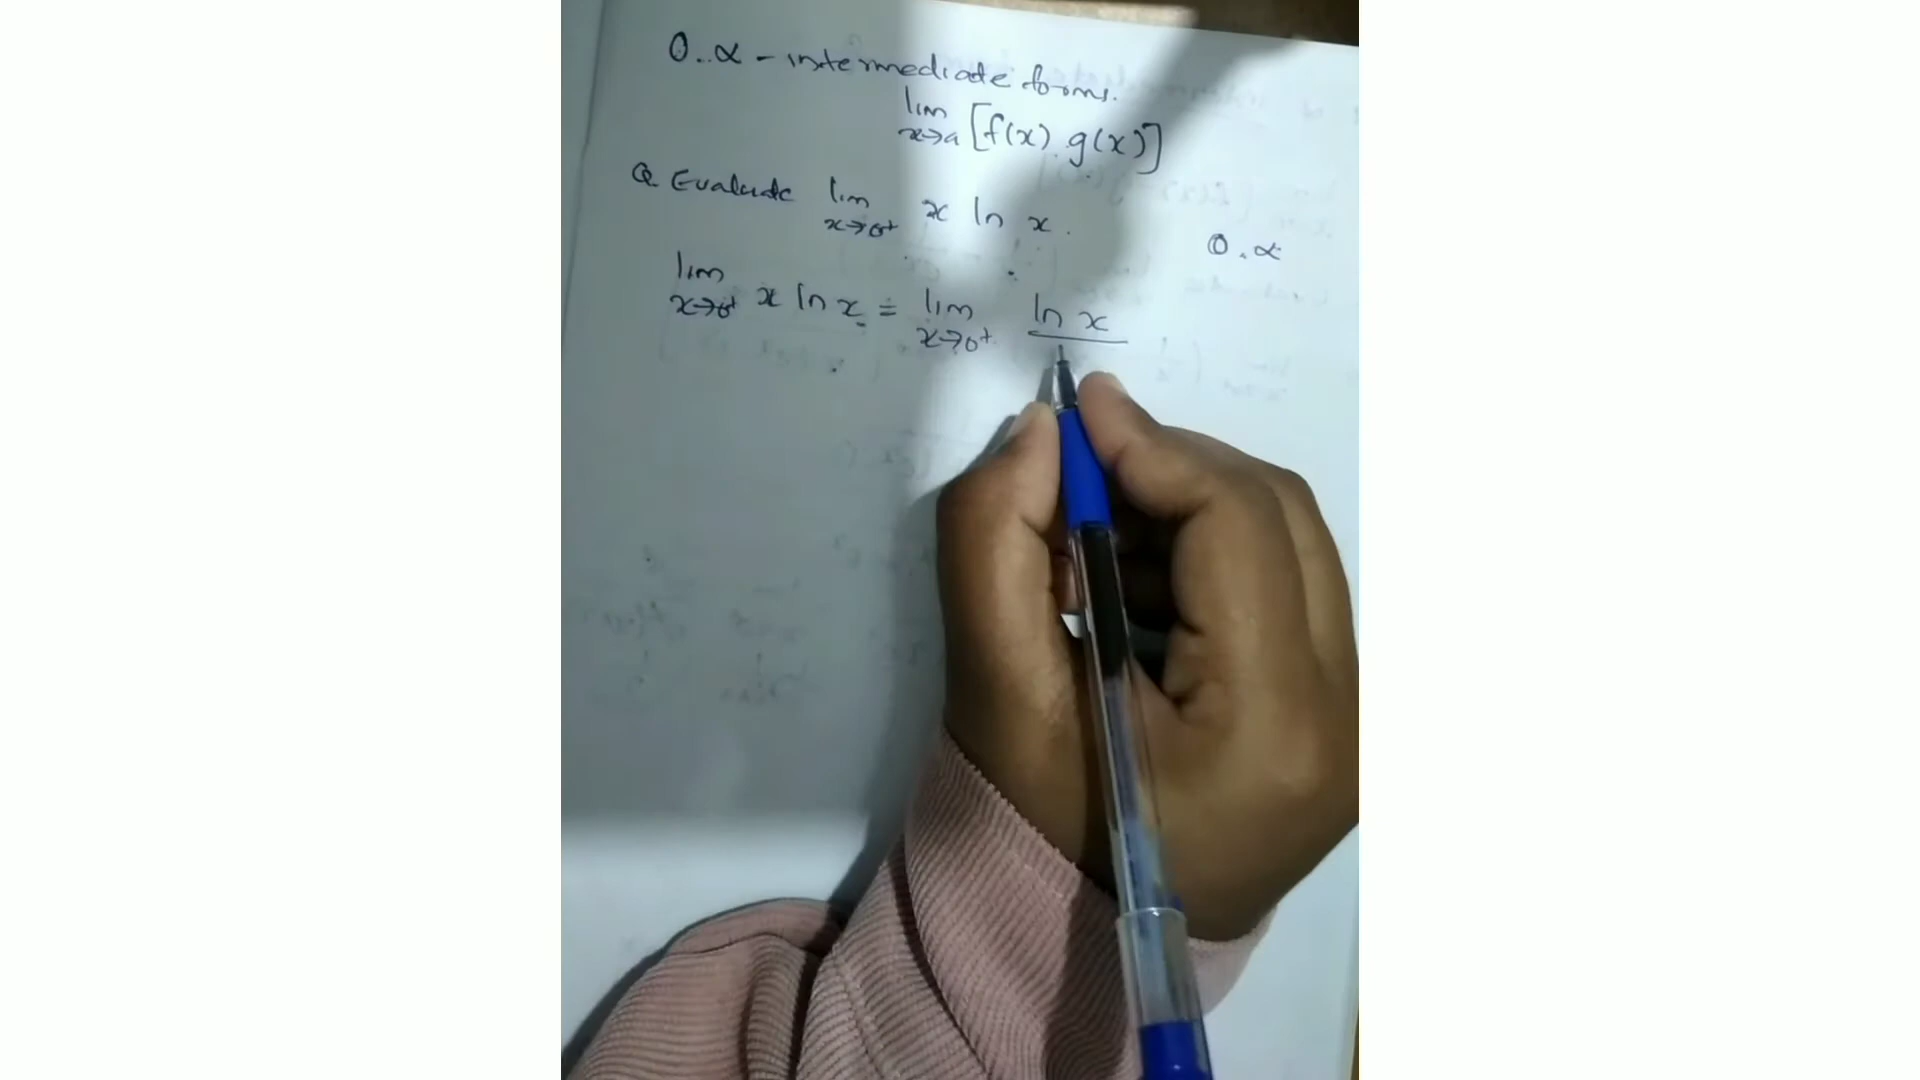 0..∝ - intermediate forms.
lim x→a [f(x).g(x)]
Q. Evaluate lim x→0⁺ x ln x.
0.∝
lim x→0⁺ x ln x = lim x→0⁺ ln x